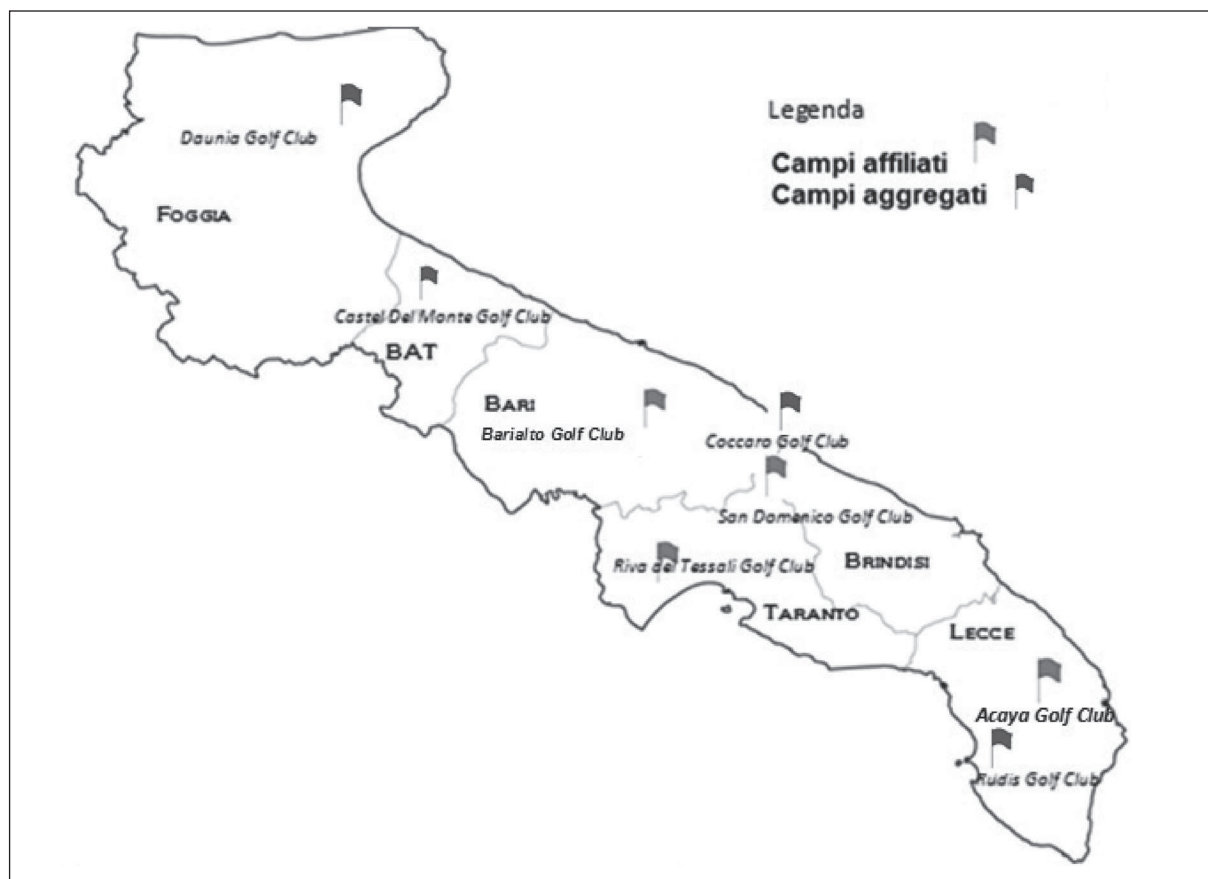 Legenda
Campi affiliati
Campi aggregati
Daunia Golf Club
FOGGIA
Castel Del Monte Golf Club
BAT
BARI
Barialto Golf Club
Coccaro Golf Club
San Domenico Golf Club
Riva dei Tessali Golf Club
BRINDISI
TARANTO
LECCE
Acaya Golf Club
Rudis Golf Club